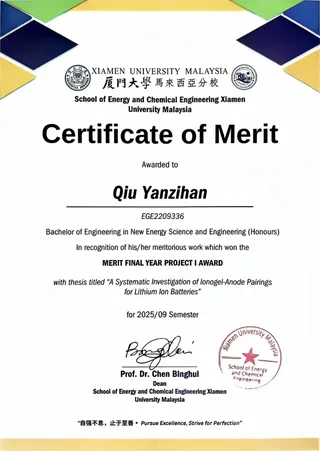 XIAMEN UNIVERSITY MALAYSIA
厦門大學 馬來西亞分校
School of Energy and Chemical Engineering Xiamen
University Malaysia
Certificate of Merit
Awarded to
Qiu Yanzihan
EGE2209336
Bachelor of Engineering in New Energy Science and Engineering (Honours)
In recognition of his/her meritorious work which won the
MERIT FINAL YEAR PROJECT I AWARD
with thesis titled "A Systematic Investigation of Ionogel-Anode Pairings
for Lithium Ion Batteries"
for 2025/09 Semester
Prof. Dr. Chen Binghui
Dean
School of Energy and Chemical Engineering Xiamen
University Malaysia
Xiamen University Malaysia
School of Energy
and Chemical
Engineering
"自强不息，止于至善 • Pursue Excellence, Strive for Perfection"